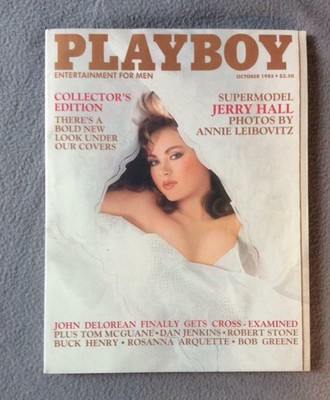 PLAYBOY
ENTERTAINMENT FOR MEN
OCTOBER 1985 • $3.50
COLLECTOR'S
EDITION
THERE'S A
BOLD NEW
LOOK UNDER
OUR COVERS
SUPERMODEL
JERRY HALL
PHOTOS BY
ANNIE LEIBOVITZ
JOHN DELOREAN FINALLY GETS CROSS-EXAMINED
PLUS TOM MCGUANE • DAN JENKINS • ROBERT STONE
BUCK HENRY • ROSANNA ARQUETTE • BOB GREENE